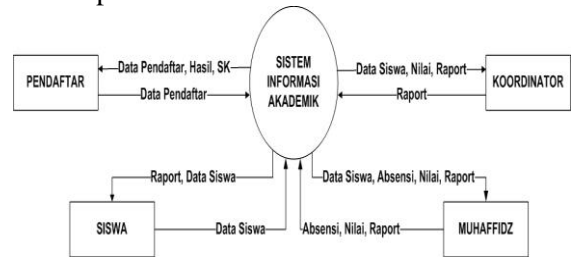 SISTEM
INFORMASI
AKADEMIK
PENDAFTAR
Data Pendaftar, Hasil, SK
Data Pendaftar
Data Siswa, Nilai, Raport
Raport
KOORDINATOR
Raport, Data Siswa
Data Siswa
SISWA
Data Siswa, Absensi, Nilai, Raport
Absensi, Nilai, Raport
MUHAFFIDZ